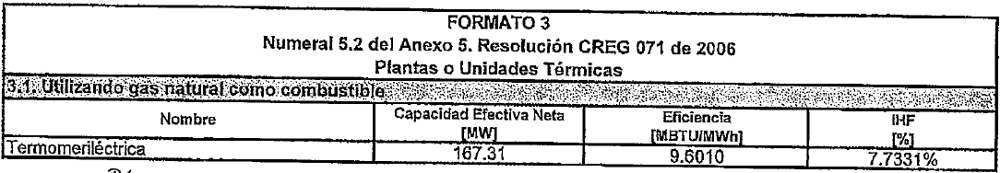 FORMATO 3
Numeral 5.2 del Anexo 5. Resolución CREG 071 de 2006
Plantas o Unidades Térmicas
3.1. Utilizando gas natural como combustible
Nombre Capacidad Efectiva Neta [MW] Eficiencia [MBTU/MWh] IHF [%]
Termomeriléctrica 167.31 9.6010 7.7331%